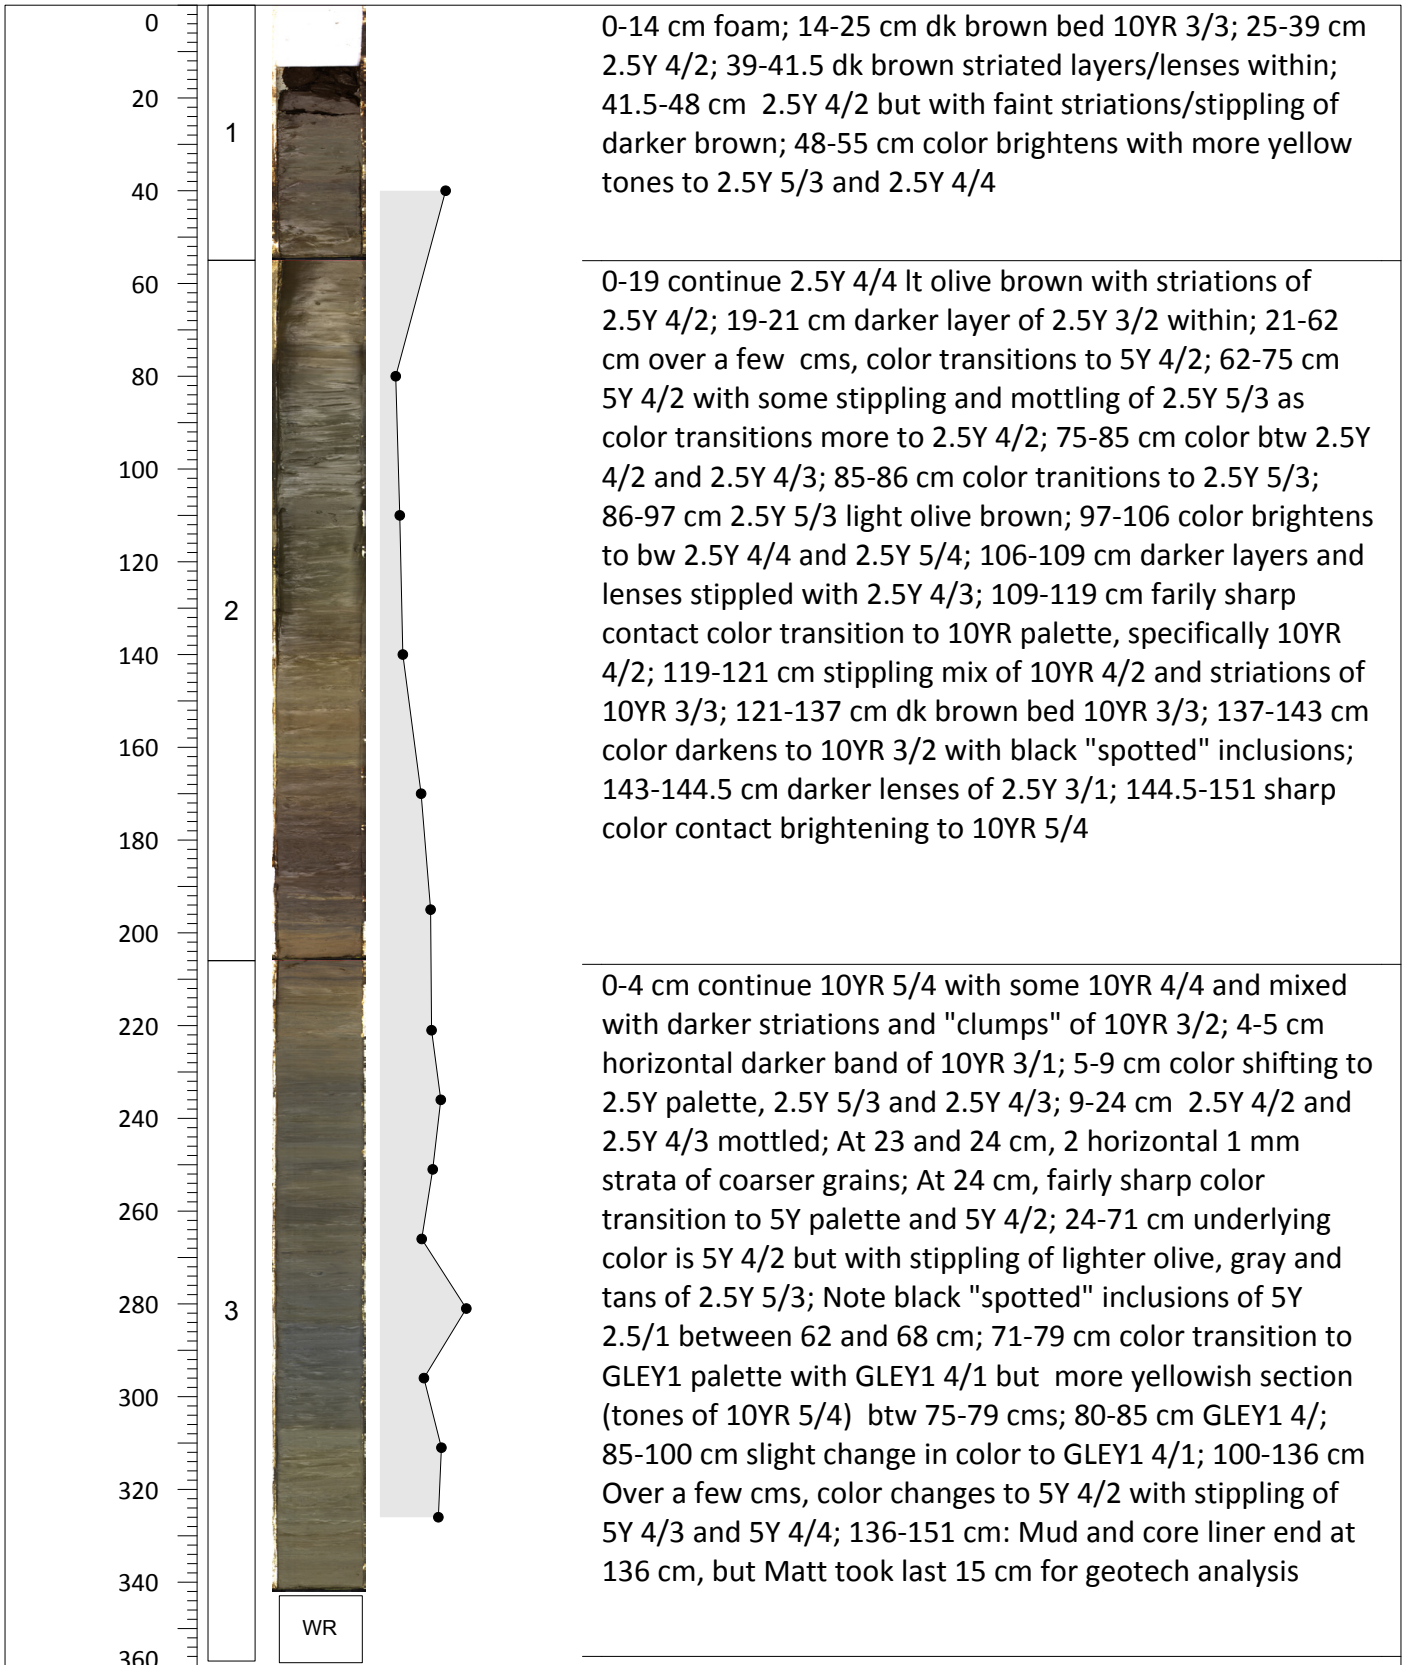 0
20
40
60
80
100
120
140
160
180
200
220
240
260
280
300
320
340
360
1
2
3
WR
0-14 cm foam; 14-25 cm dk brown bed 10YR 3/3; 25-39 cm
2.5Y 4/2; 39-41.5 dk brown striated layers/lenses within;
41.5-48 cm 2.5Y 4/2 but with faint striations/stippling of
darker brown; 48-55 cm color brightens with more yellow
tones to 2.5Y 5/3 and 2.5Y 4/4
0-19 continue 2.5Y 4/4 lt olive brown with striations of
2.5Y 4/2; 19-21 cm darker layer of 2.5Y 3/2 within; 21-62
cm over a few cms, color transitions to 5Y 4/2; 62-75 cm
5Y 4/2 with some stippling and mottling of 2.5Y 5/3 as
color transitions more to 2.5Y 4/2; 75-85 cm color btw 2.5Y
4/2 and 2.5Y 4/3; 85-86 cm color tranitions to 2.5Y 5/3;
86-97 cm 2.5Y 5/3 light olive brown; 97-106 color brightens
to bw 2.5Y 4/4 and 2.5Y 5/4; 106-109 cm darker layers and
lenses stippled with 2.5Y 4/3; 109-119 cm farily sharp
contact color transition to 10YR palette, specifically 10YR
4/2; 119-121 cm stippling mix of 10YR 4/2 and striations of
10YR 3/3; 121-137 cm dk brown bed 10YR 3/3; 137-143 cm
color darkens to 10YR 3/2 with black "spotted" inclusions;
143-144.5 cm darker lenses of 2.5Y 3/1; 144.5-151 sharp
color contact brightening to 10YR 5/4
0-4 cm continue 10YR 5/4 with some 10YR 4/4 and mixed
with darker striations and "clumps" of 10YR 3/2; 4-5 cm
horizontal darker band of 10YR 3/1; 5-9 cm color shifting to
2.5Y palette, 2.5Y 5/3 and 2.5Y 4/3; 9-24 cm 2.5Y 4/2 and
2.5Y 4/3 mottled; At 23 and 24 cm, 2 horizontal 1 mm
strata of coarser grains; At 24 cm, fairly sharp color
transition to 5Y palette and 5Y 4/2; 24-71 cm underlying
color is 5Y 4/2 but with stippling of lighter olive, gray and
tans of 2.5Y 5/3; Note black "spotted" inclusions of 5Y
2.5/1 between 62 and 68 cm; 71-79 cm color transition to
GLEY1 palette with GLEY1 4/1 but more yellowish section
(tones of 10YR 5/4) btw 75-79 cms; 80-85 cm GLEY1 4/;
85-100 cm slight change in color to GLEY1 4/1; 100-136 cm
Over a few cms, color changes to 5Y 4/2 with stippling of
5Y 4/3 and 5Y 4/4; 136-151 cm: Mud and core liner end at
136 cm, but Matt took last 15 cm for geotech analysis